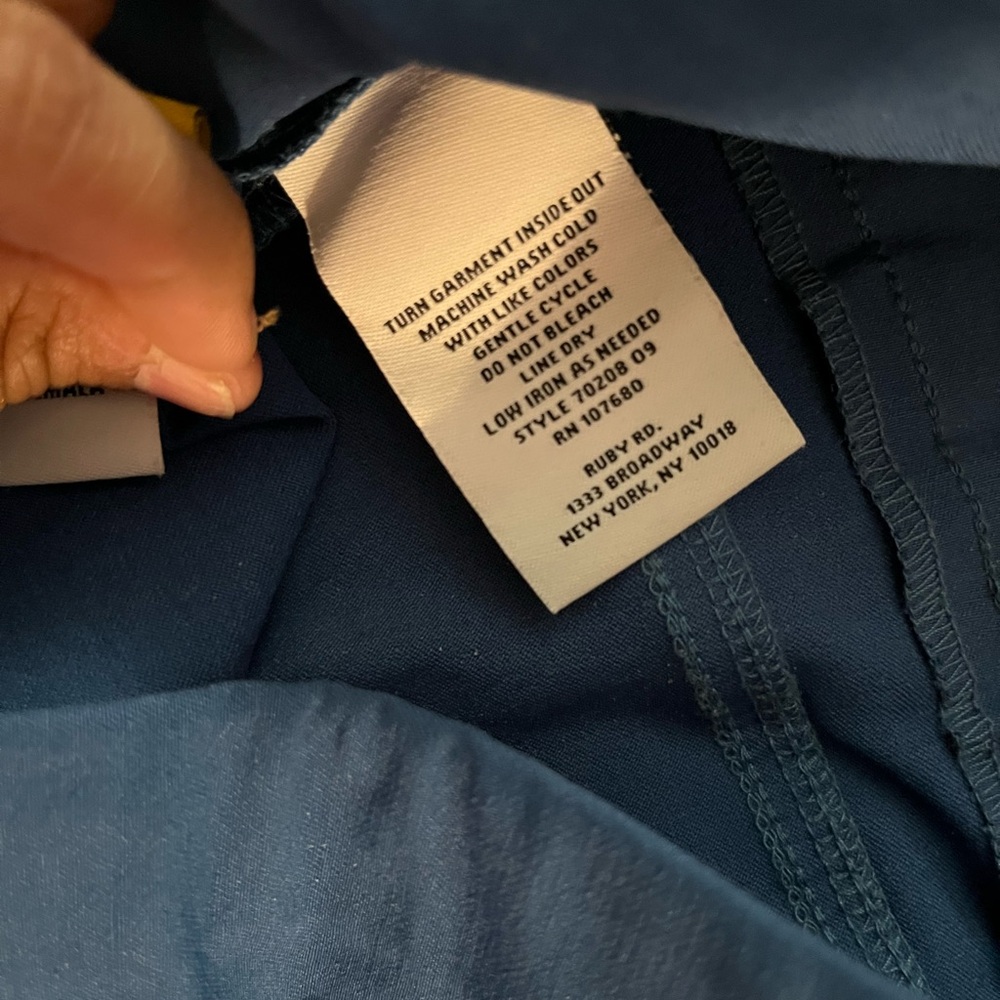 TURN GARMENT INSIDE OUT
MACHINE WASH COLD
WITH LIKE COLORS
GENTLE CYCLE
DO NOT BLEACH
LINE DRY
LOW IRON AS NEEDED
STYLE 70208 09
RN 107680
RUBY RD.
1333 BROADWAY
NEW YORK, NY 10018